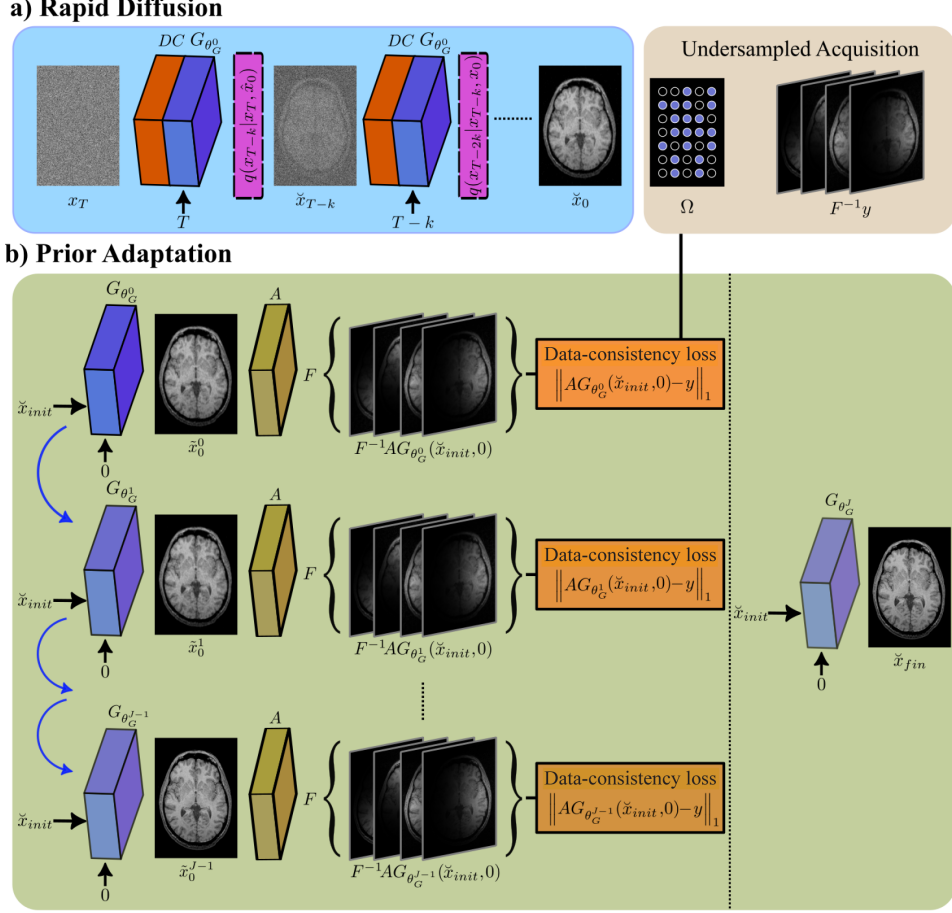 a) Rapid Diffusion
DC G_{θ_G^0}
q(x_{T−k}|x_T, x̂_0)
DC G_{θ_G^0}
q(x_{T−2k}|x_{T−k}, x_0)
x_T
T
x̆_{T−k}
T − k
x̆_0
Undersampled Acquisition
Ω
F^{−1}y
b) Prior Adaptation
G_{θ_G^0}
A
x̆_{init}
0
x̃_0^0
F
F^{−1}AG_{θ_G^0}(x̆_{init},0)
Data-consistency loss
‖AG_{θ_G^0}(x̆_{init},0)−y‖_1
G_{θ_G^1}
A
x̆_{init}
0
x̃_0^1
F
F^{−1}AG_{θ_G^1}(x̆_{init},0)
Data-consistency loss
‖AG_{θ_G^1}(x̆_{init},0)−y‖_1
G_{θ_G^{J−1}}
A
x̆_{init}
0
x̃_0^{J−1}
F
F^{−1}AG_{θ_G^{J−1}}(x̆_{init},0)
Data-consistency loss
‖AG_{θ_G^{J−1}}(x̆_{init},0)−y‖_1
G_{θ_G^J}
x̆_{init}
0
x̆_{fin}